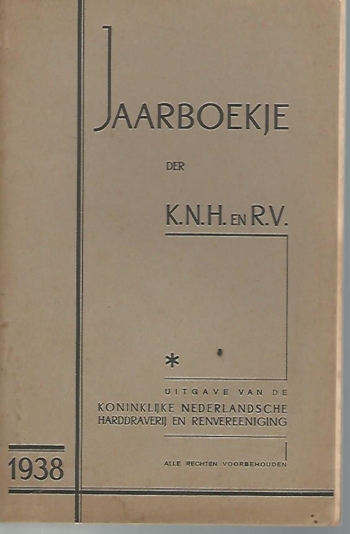 JAARBOEKJE
DER
K.N.H. EN R.V.
*
UITGAVE VAN DE
KONINKLIJKE NEDERLANDSCHE
HARDDRAVERIJ EN RENVEREENIGING
1938
ALLE RECHTEN VOORBEHOUDEN